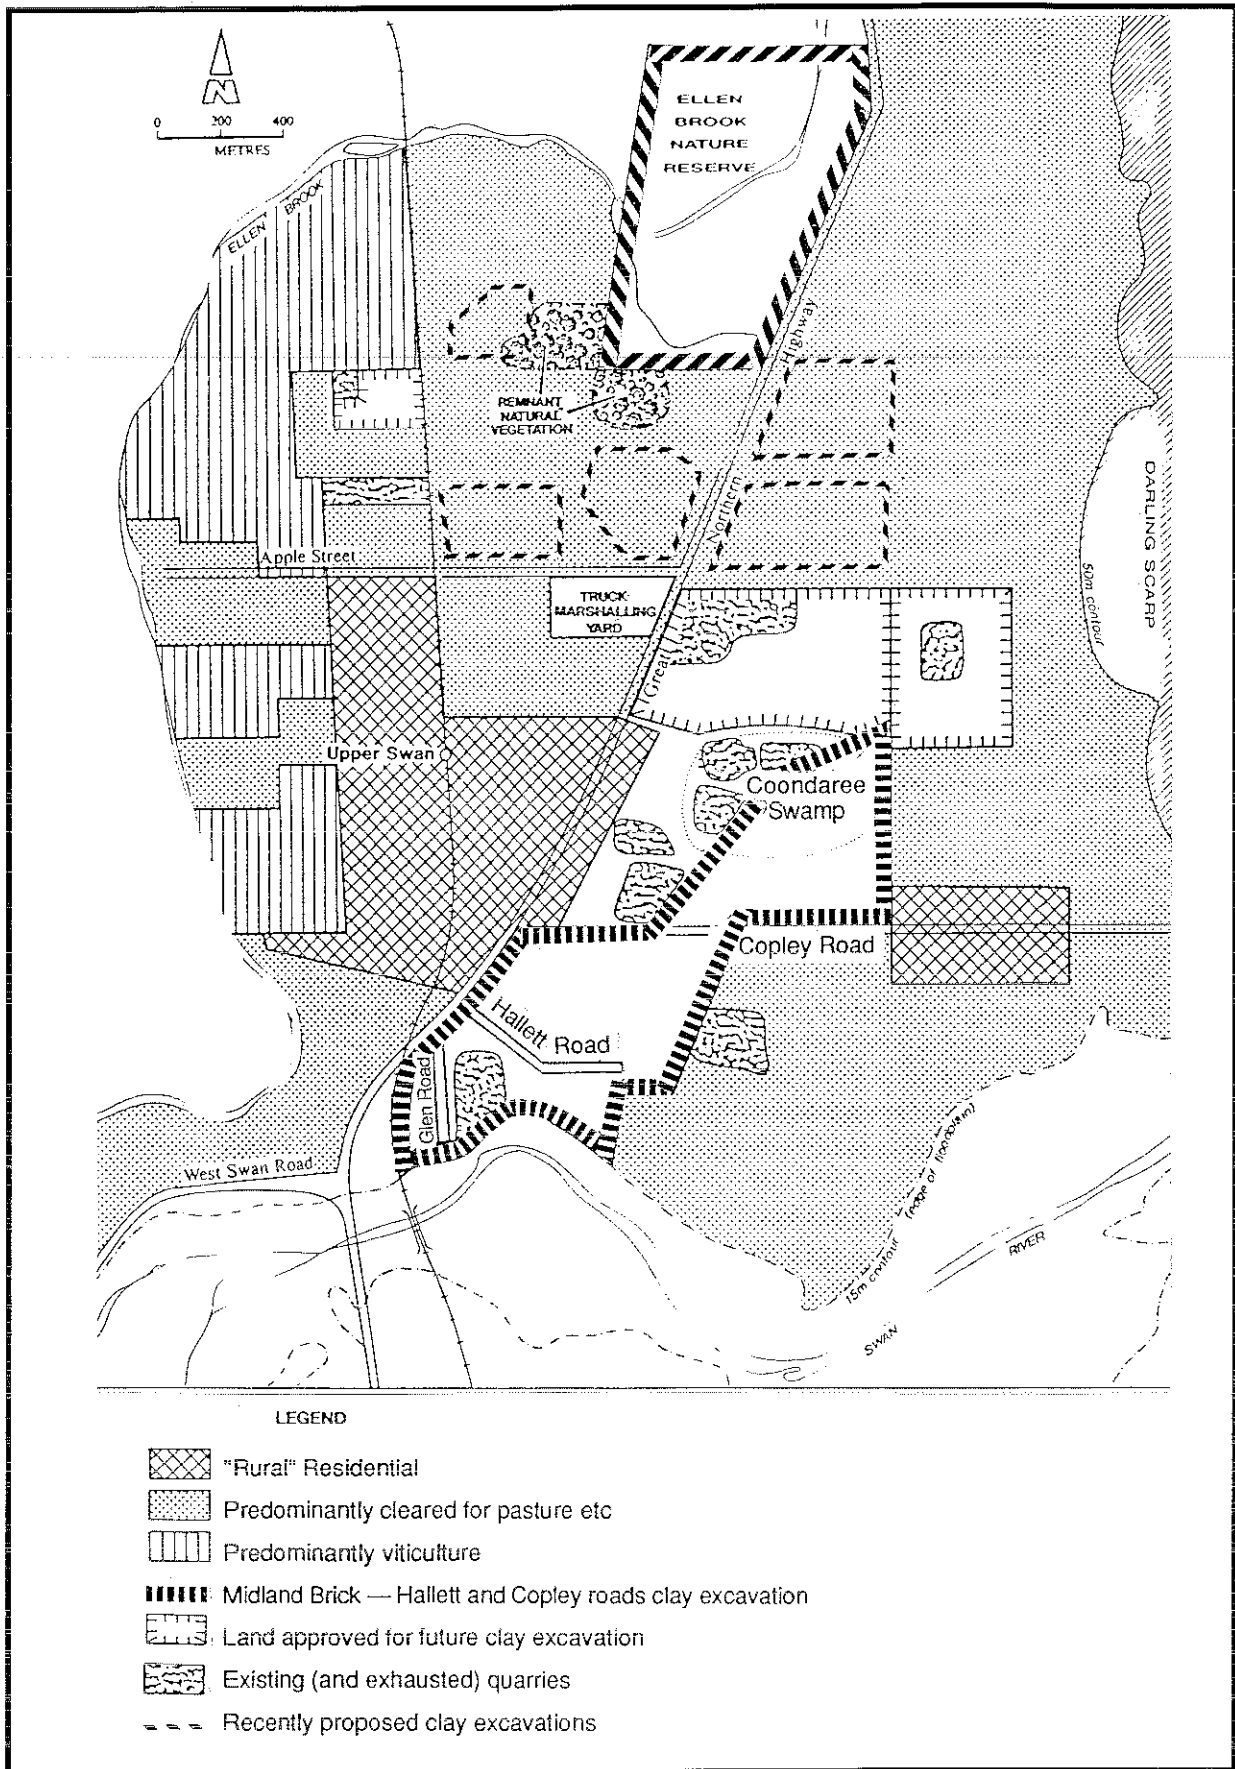 N
0 200 400
METRES
ELLEN
BROOK
NATURE
RESERVE
ELLEN BROOK
Highway
REMNANT
NATURAL
VEGETATION
Northern
DARLING SCARP
50m contour
Apple Street
TRUCK
MARSHALLING
YARD
Great
Upper Swan
Coondaree
Swamp
Copley Road
Hallett Road
Glen Road
West Swan Road
15m contour (edge of floodplain)
SWAN RIVER
LEGEND
"Rural" Residential
Predominantly cleared for pasture etc
Predominantly viticulture
Midland Brick — Hallett and Copley roads clay excavation
Land approved for future clay excavation
Existing (and exhausted) quarries
Recently proposed clay excavations